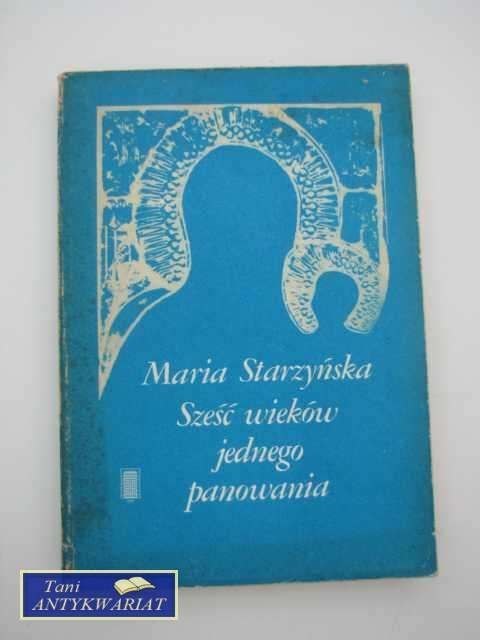 Maria Starzyńska
Sześć wieków
jednego
panowania
Tani
ANTYKWARIAT